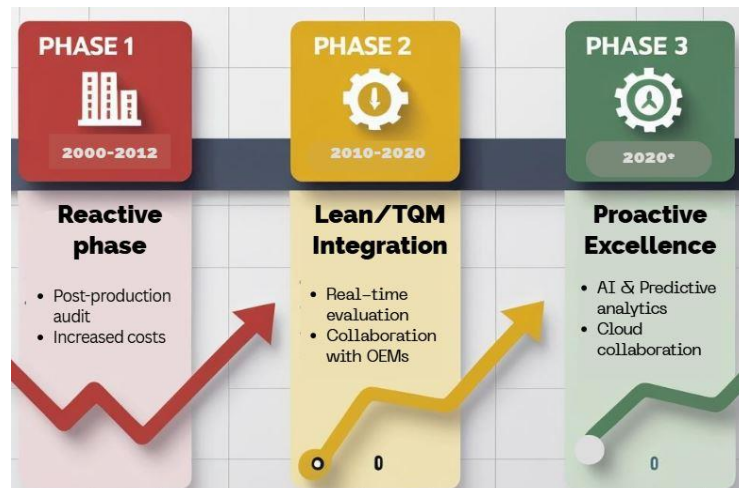 PHASE 1
2000-2012
Reactive
phase
• Post-production
audit
• Increased costs
PHASE 2
2010-2020
Lean/TQM
Integration
• Real-time
evaluation
• Collaboration
with OEMs
0
PHASE 3
2020+
Proactive
Excellence
• AI & Predictive
analytics
• Cloud
collaboration
0